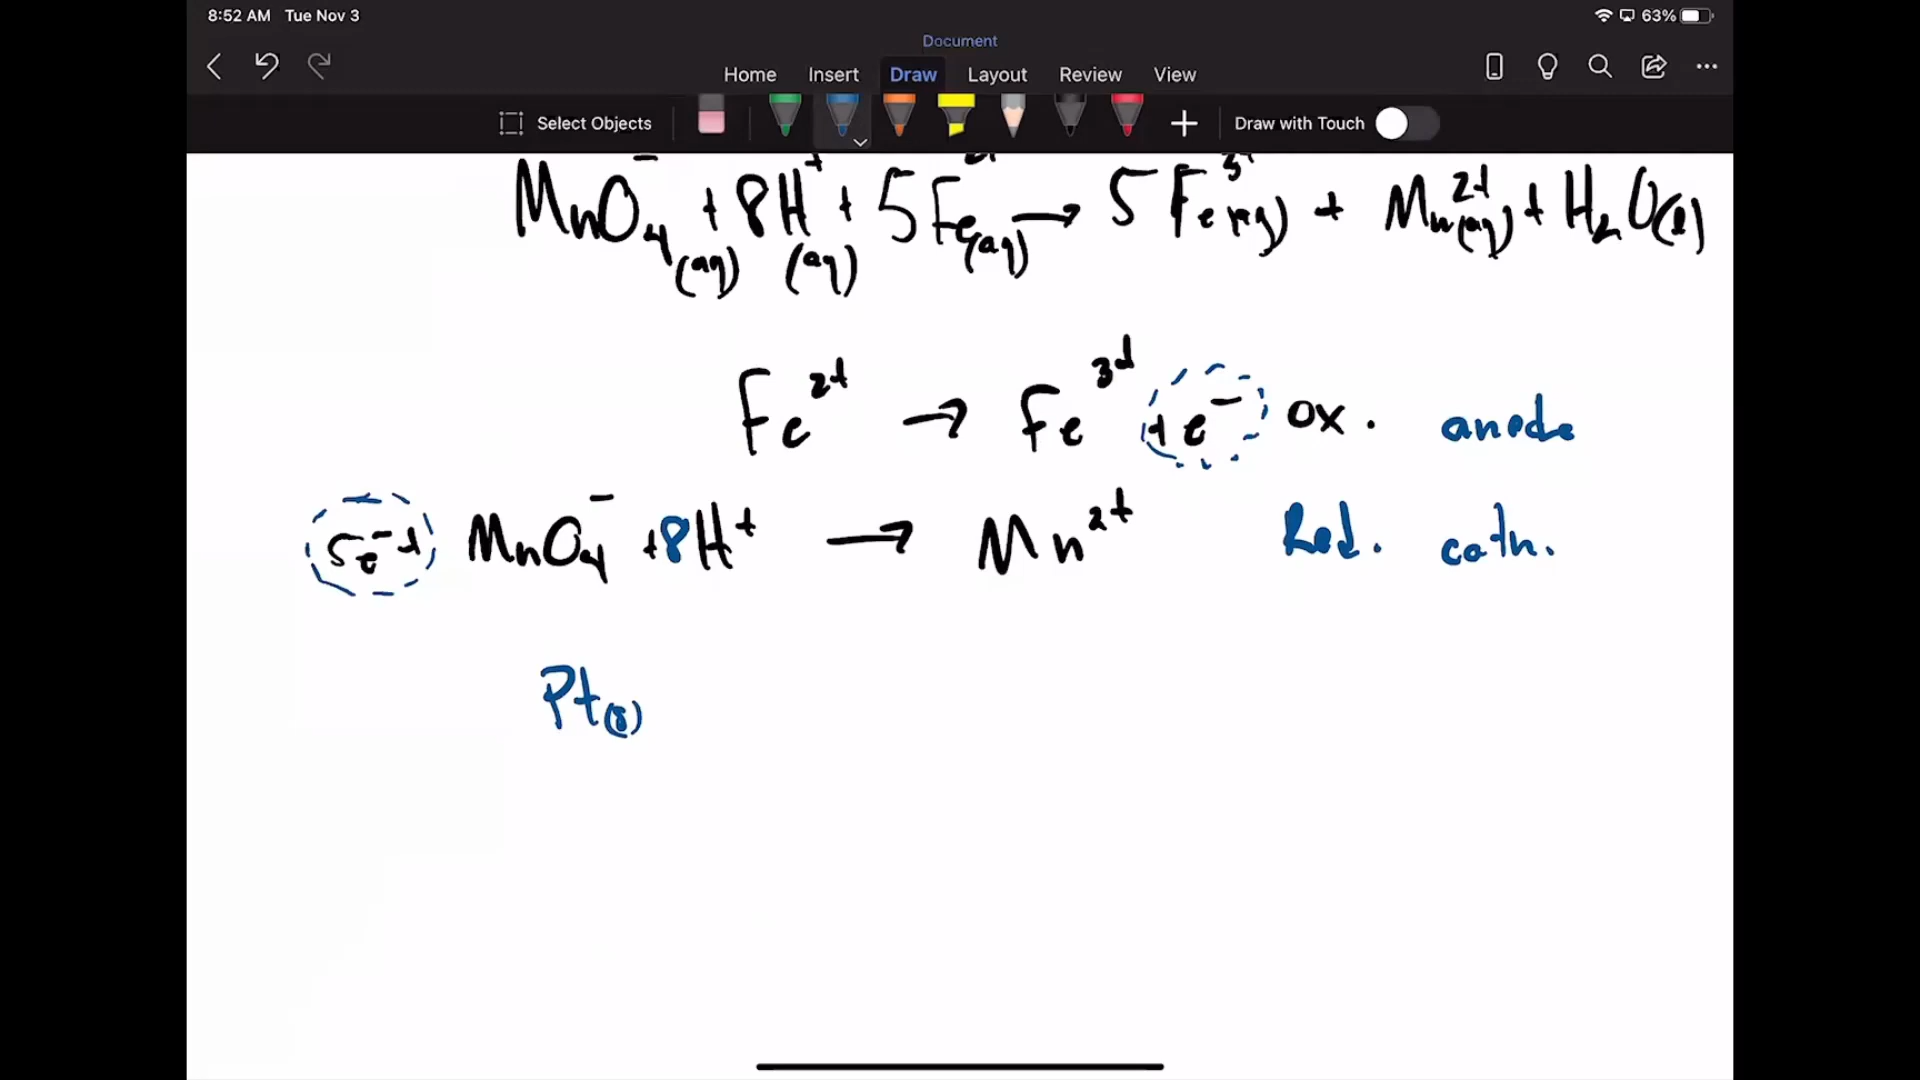 8:52 AM Tue Nov 3 63%
Document
Home Insert Draw Layout Review View
Select Objects Draw with Touch
MnO₄⁻(aq) + 8H⁺(aq) + 5Fe²⁺(aq) → 5Fe³⁺(aq) + Mn²⁺(aq) + H₂O(l)
Fe²⁺ → Fe³⁺ + e⁻ ox. anode
5e⁻ + MnO₄⁻ + 8H⁺ → Mn²⁺ Red. cath.
Pt(s)